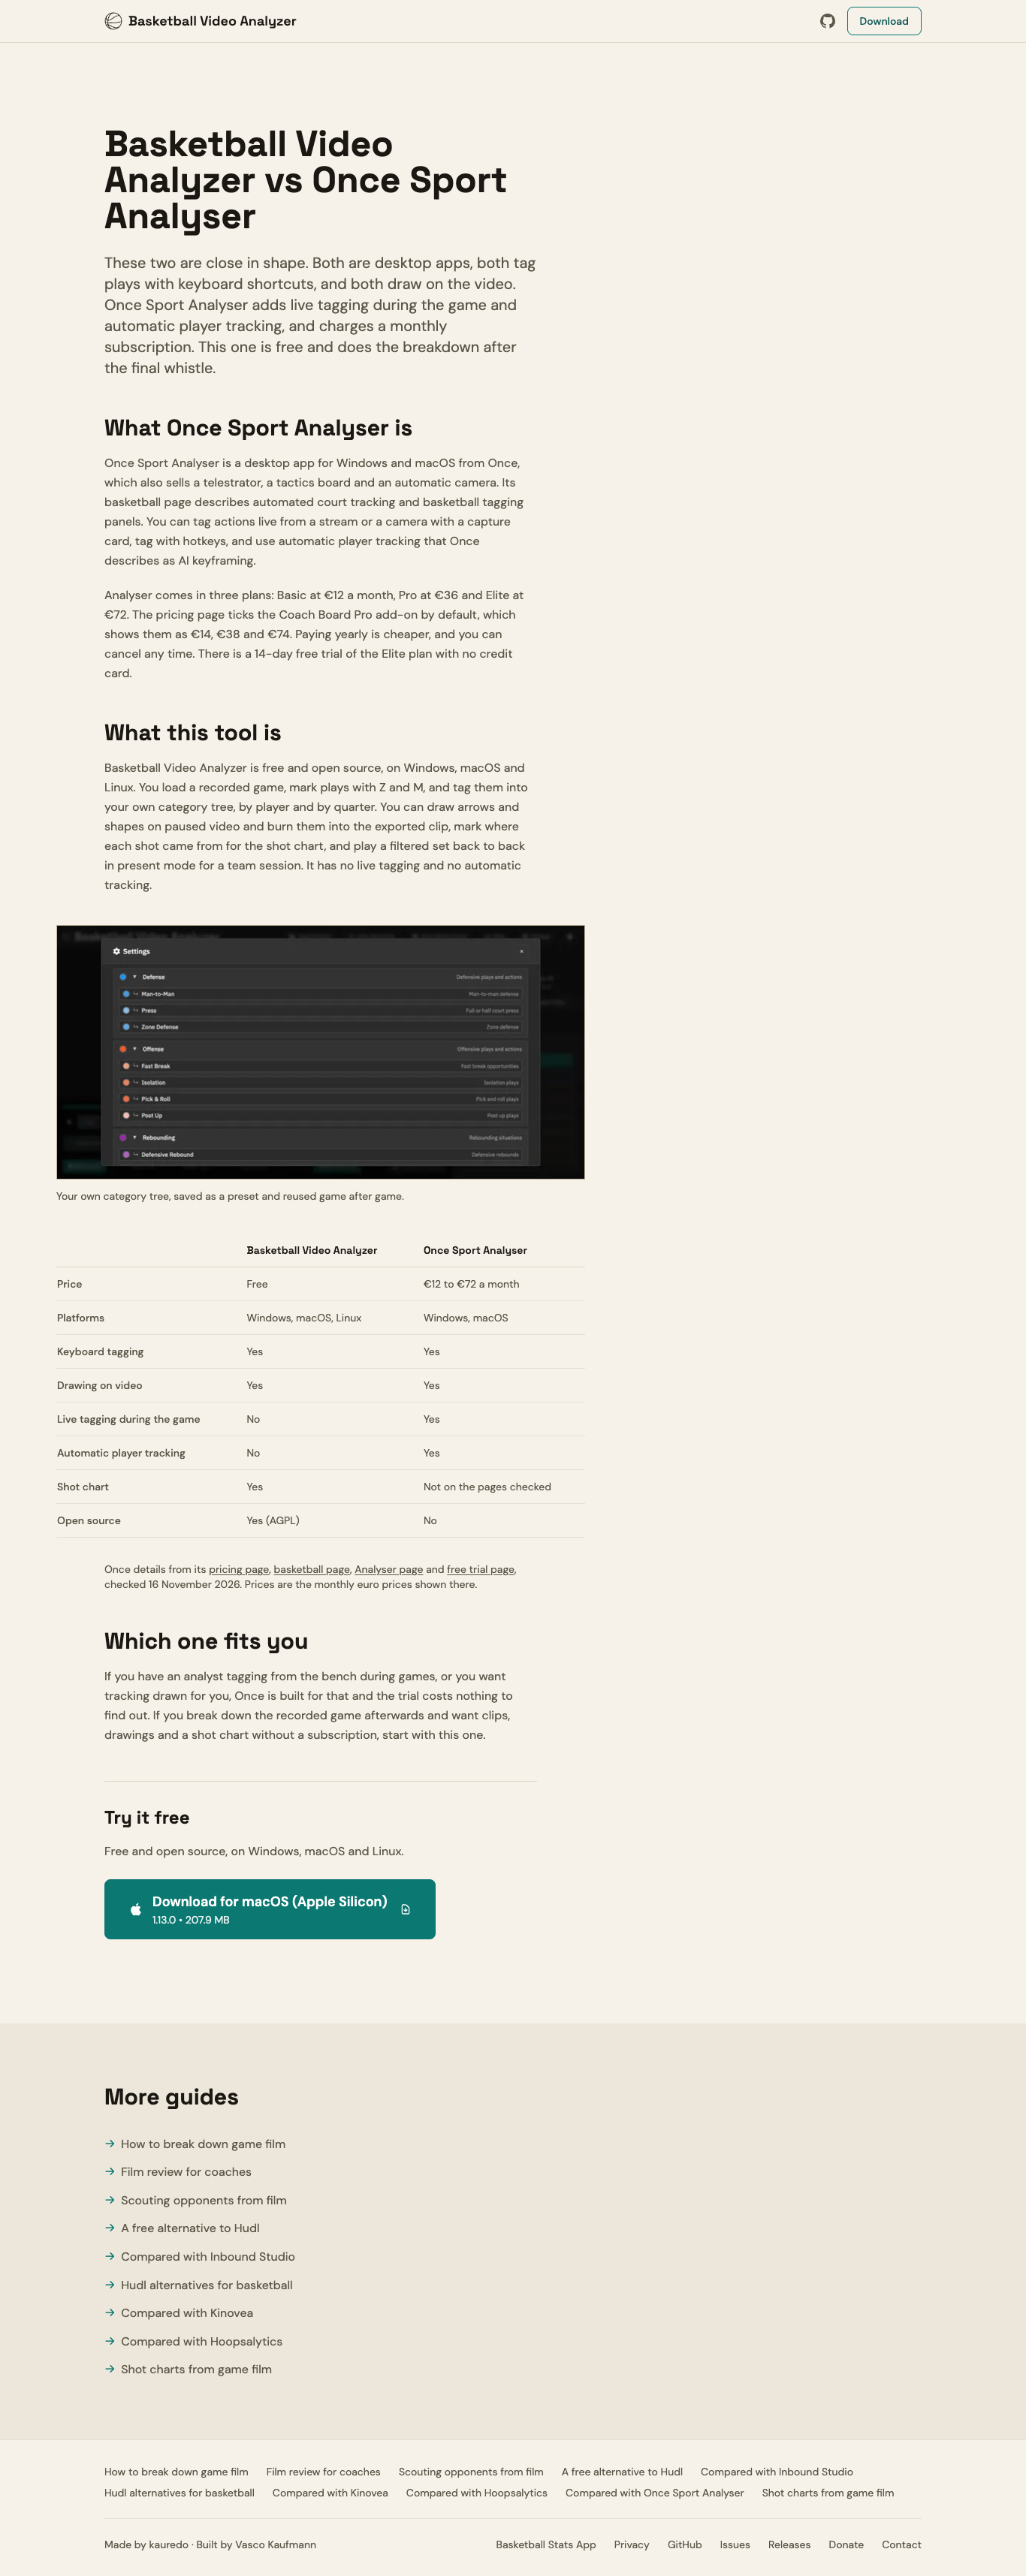 Basketball Video Analyzer
Download
Basketball Video
Analyzer vs Once Sport
Analyser
These two are close in shape. Both are desktop apps, both tag
plays with keyboard shortcuts, and both draw on the video.
Once Sport Analyser adds live tagging during the game and
automatic player tracking, and charges a monthly
subscription. This one is free and does the breakdown after
the final whistle.
What Once Sport Analyser is
Once Sport Analyser is a desktop app for Windows and macOS from Once,
which also sells a telestrator, a tactics board and an automatic camera. Its
basketball page describes automated court tracking and basketball tagging
panels. You can tag actions live from a stream or a camera with a capture
card, tag with hotkeys, and use automatic player tracking that Once
describes as AI keyframing.
Analyser comes in three plans: Basic at €12 a month, Pro at €36 and Elite at
€72. The pricing page ticks the Coach Board Pro add-on by default, which
shows them as €14, €38 and €74. Paying yearly is cheaper, and you can
cancel any time. There is a 14-day free trial of the Elite plan with no credit
card.
What this tool is
Basketball Video Analyzer is free and open source, on Windows, macOS and
Linux. You load a recorded game, mark plays with Z and M, and tag them into
your own category tree, by player and by quarter. You can draw arrows and
shapes on paused video and burn them into the exported clip, mark where
each shot came from for the shot chart, and play a filtered set back to back
in present mode for a team session. It has no live tagging and no automatic
tracking.
Settings
Defense Defensive plays and actions
Man-to-Man Man-to-man defense
Press Full or half court press
Zone Defense Zone defense
Offense Offensive plays and actions
Fast Break Fast break opportunities
Isolation Isolation plays
Pick & Roll Pick and roll plays
Post Up Post up plays
Rebounding Rebounding situations
Defensive Rebound Defensive rebounds
Your own category tree, saved as a preset and reused game after game.
Basketball Video Analyzer Once Sport Analyser
Price Free €12 to €72 a month
Platforms Windows, macOS, Linux Windows, macOS
Keyboard tagging Yes Yes
Drawing on video Yes Yes
Live tagging during the game No Yes
Automatic player tracking No Yes
Shot chart Yes Not on the pages checked
Open source Yes (AGPL) No
Once details from its pricing page, basketball page, Analyser page and free trial page,
checked 16 November 2026. Prices are the monthly euro prices shown there.
Which one fits you
If you have an analyst tagging from the bench during games, or you want
tracking drawn for you, Once is built for that and the trial costs nothing to
find out. If you break down the recorded game afterwards and want clips,
drawings and a shot chart without a subscription, start with this one.
Try it free
Free and open source, on Windows, macOS and Linux.
Download for macOS (Apple Silicon)
1.13.0 • 207.9 MB
More guides
→ How to break down game film
→ Film review for coaches
→ Scouting opponents from film
→ A free alternative to Hudl
→ Compared with Inbound Studio
→ Hudl alternatives for basketball
→ Compared with Kinovea
→ Compared with Hoopsalytics
→ Shot charts from game film
How to break down game film Film review for coaches Scouting opponents from film A free alternative to Hudl Compared with Inbound Studio
Hudl alternatives for basketball Compared with Kinovea Compared with Hoopsalytics Compared with Once Sport Analyser Shot charts from game film
Made by kauredo · Built by Vasco Kaufmann Basketball Stats App Privacy GitHub Issues Releases Donate Contact